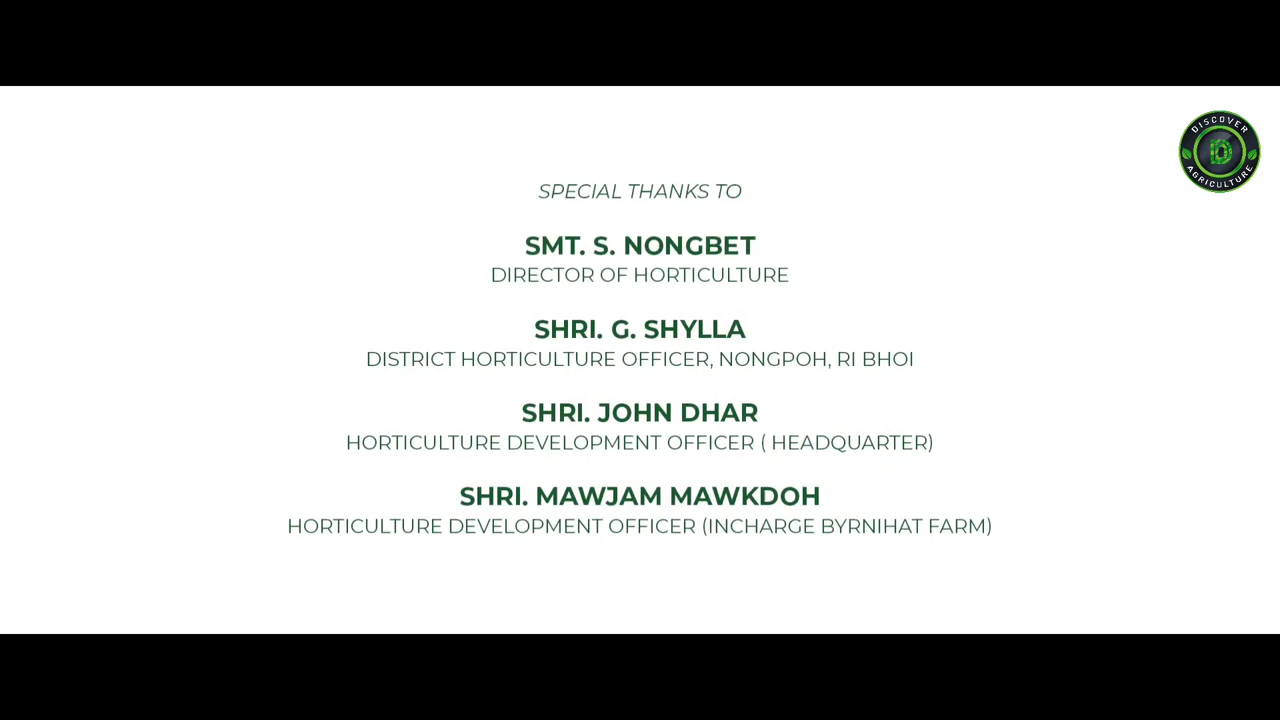 DISCOVER
D
AGRICULTURE
SPECIAL THANKS TO
SMT. S. NONGBET
DIRECTOR OF HORTICULTURE
SHRI. G. SHYLLA
DISTRICT HORTICULTURE OFFICER, NONGPOH, RI BHOI
SHRI. JOHN DHAR
HORTICULTURE DEVELOPMENT OFFICER ( HEADQUARTER)
SHRI. MAWJAM MAWKDOH
HORTICULTURE DEVELOPMENT OFFICER (INCHARGE BYRNIHAT FARM)